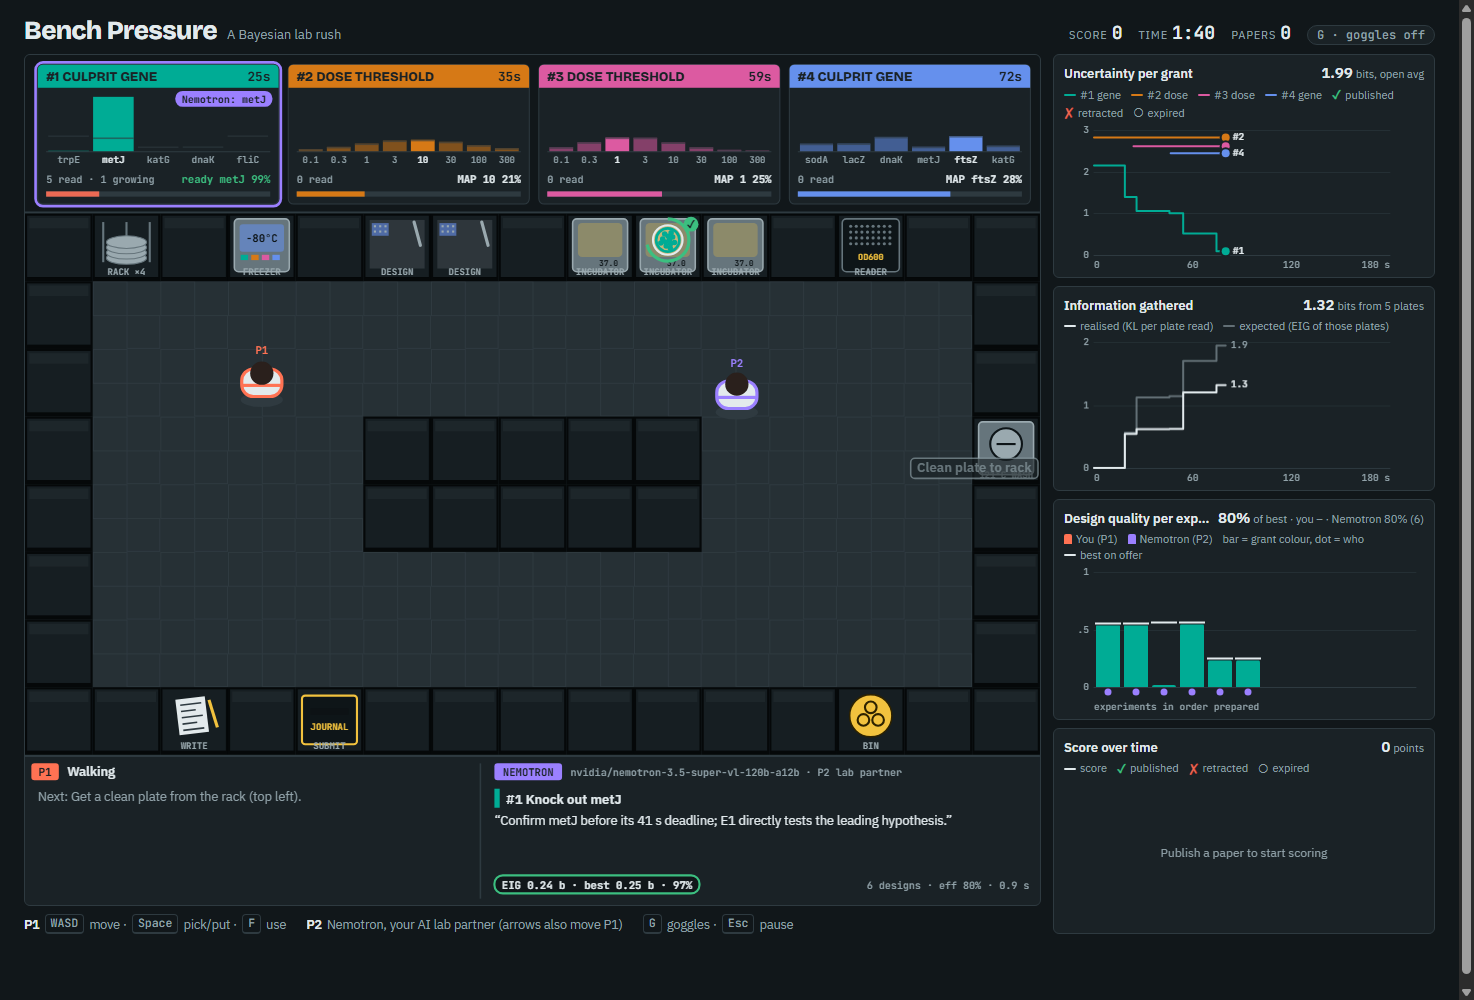 Bench Pressure A Bayesian lab rush
SCORE 0 TIME 1:40 PAPERS 0 G · goggles off
#1 CULPRIT GENE 25s
Nemotron: metJ
trpE metJ katG dnaK fliC
5 read · 1 growing ready metJ 99%
#2 DOSE THRESHOLD 35s
0.1 0.3 1 3 10 30 100 300
0 read MAP 10 21%
#3 DOSE THRESHOLD 59s
0.1 0.3 1 3 10 30 100 300
0 read MAP 1 25%
#4 CULPRIT GENE 72s
sodA lacZ dnaK metJ ftsZ katG
0 read MAP ftsZ 28%
RACK ×4
-80°C
FREEZER
DESIGN
DESIGN
37.0
INCUBATOR
37.0
INCUBATOR
37.0
INCUBATOR
OD600
READER
P1
P2
Clean plate to rack
WRITE
JOURNAL
SUBMIT
BIN
P1 Walking
Next: Get a clean plate from the rack (top left).
NEMOTRON nvidia/nemotron-3.5-super-vl-120b-a12b · P2 lab partner
#1 Knock out metJ
“Confirm metJ before its 41 s deadline; E1 directly tests the leading hypothesis.”
EIG 0.24 b · best 0.25 b · 97%
6 designs · eff 80% · 0.9 s
P1 WASD move · Space pick/put · F use P2 Nemotron, your AI lab partner (arrows also move P1) G goggles · Esc pause
Uncertainty per grant 1.99 bits, open avg
#1 gene #2 dose #3 dose #4 gene ✓ published
✗ retracted ○ expired
3
2
1
0
#2
#4
#1
0 60 120 180 s
Information gathered 1.32 bits from 5 plates
realised (KL per plate read) expected (EIG of those plates)
2
1
0
1.9
1.3
0 60 120 180 s
Design quality per exp... 80% of best · you – · Nemotron 80% (6)
You (P1) Nemotron (P2) bar = grant colour, dot = who
best on offer
1
.5
0
experiments in order prepared
Score over time 0 points
score ✓ published ✗ retracted ○ expired
Publish a paper to start scoring